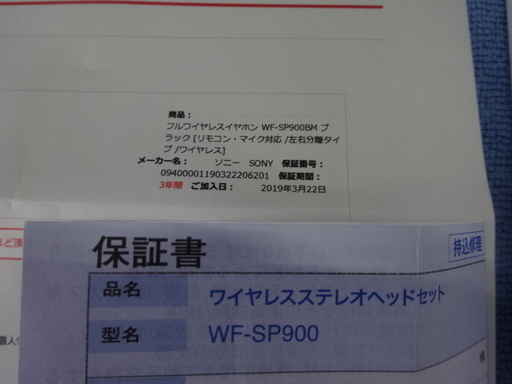 商品：
フルワイヤレスイヤホン WF-SP900BM ブ
ラック [リモコン・マイク対応 /左右分離タイ
プ /ワイヤレス]
メーカー名： ソニー SONY 保証番号：
09400001190322206201 保証期間：
3年間 ご加入日： 2019年3月22日
ほど頂
保証書
持込修理
品名 ワイヤレスステレオヘッドセット
型名 WF-SP900
様